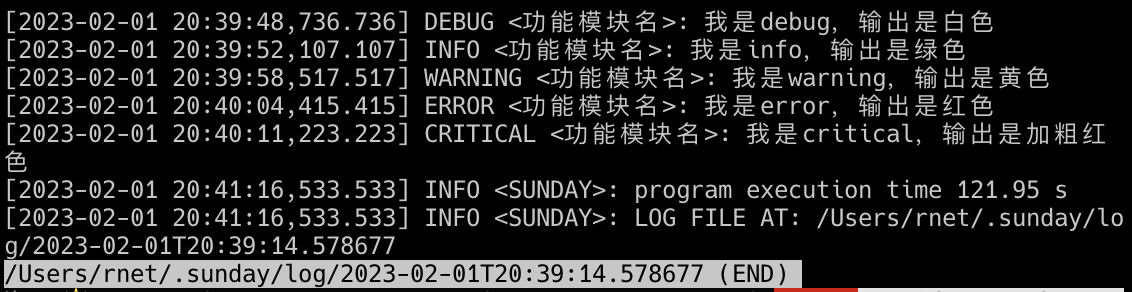 [2023-02-01 20:39:48,736.736] DEBUG <功能模块名>: 我是debug, 输出是白色
[2023-02-01 20:39:52,107.107] INFO <功能模块名>: 我是info, 输出是绿色
[2023-02-01 20:39:58,517.517] WARNING <功能模块名>: 我是warning, 输出是黄色
[2023-02-01 20:40:04,415.415] ERROR <功能模块名>: 我是error, 输出是红色
[2023-02-01 20:40:11,223.223] CRITICAL <功能模块名>: 我是critical, 输出是加粗红
色
[2023-02-01 20:41:16,533.533] INFO <SUNDAY>: program execution time 121.95 s
[2023-02-01 20:41:16,533.533] INFO <SUNDAY>: LOG FILE AT: /Users/rnet/.sunday/lo
g/2023-02-01T20:39:14.578677
/Users/rnet/.sunday/log/2023-02-01T20:39:14.578677 (END)